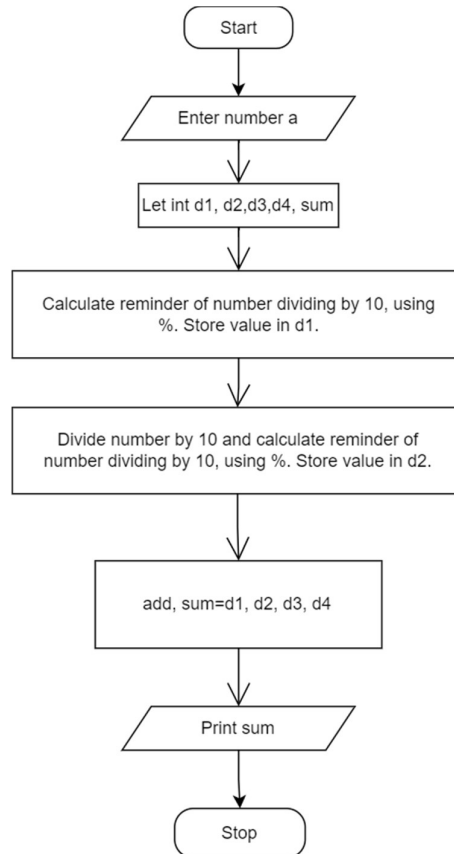 Start
Enter number a
Let int d1, d2,d3,d4, sum
Calculate reminder of number dividing by 10, using
%. Store value in d1.
Divide number by 10 and calculate reminder of
number dividing by 10, using %. Store value in d2.
add, sum=d1, d2, d3, d4
Print sum
Stop